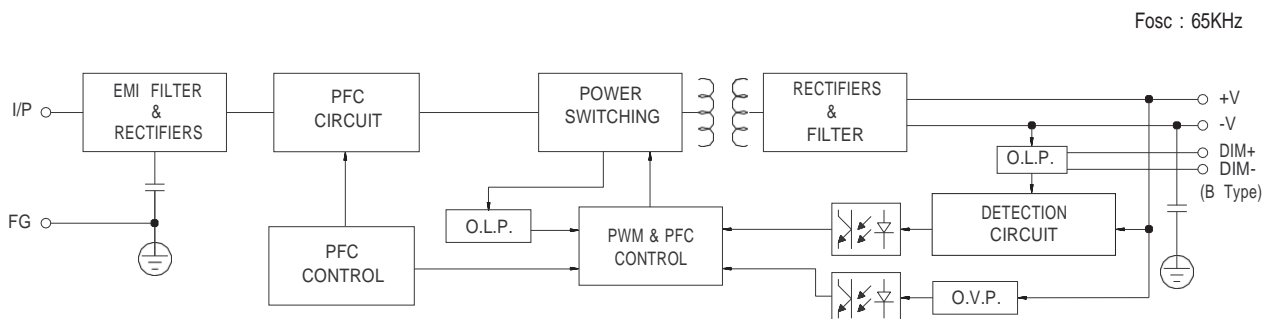 Fosc : 65KHz
I/P
EMI FILTER
&
RECTIFIERS
PFC
CIRCUIT
POWER
SWITCHING
RECTIFIERS
&
FILTER
+V
-V
DIM+
DIM-
(B Type)
O.L.P.
FG
O.L.P.
PFC
CONTROL
PWM & PFC
CONTROL
DETECTION
CIRCUIT
O.V.P.